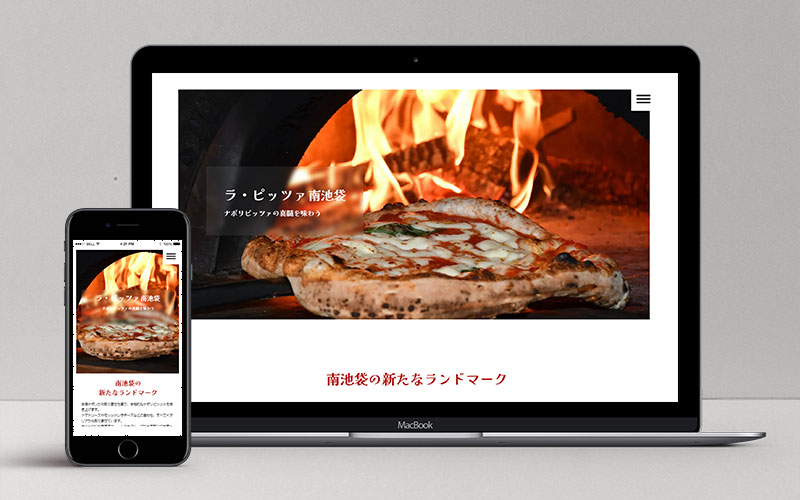 ラ・ピッツァ南池袋
ナポリピッツァの真髄を味わう
南池袋の新たなランドマーク
MacBook
BELL
4:21 PM
100%
ラ・ピッツァ南池袋
ナポリピッツァの真髄を味わう
南池袋の
新たなランドマーク